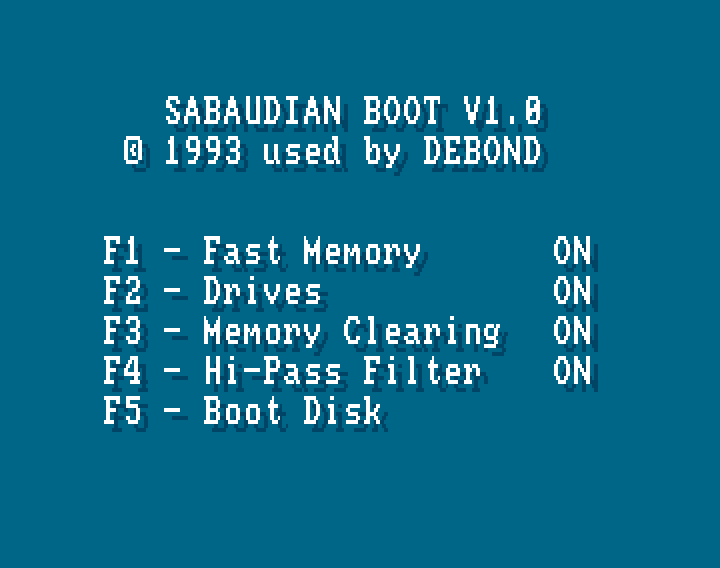 SABAUDIAN BOOT V1.0
© 1993 used by DEBOND
F1 - Fast Memory ON
F2 - Drives ON
F3 - Memory Clearing ON
F4 - Hi-Pass Filter ON
F5 - Boot Disk